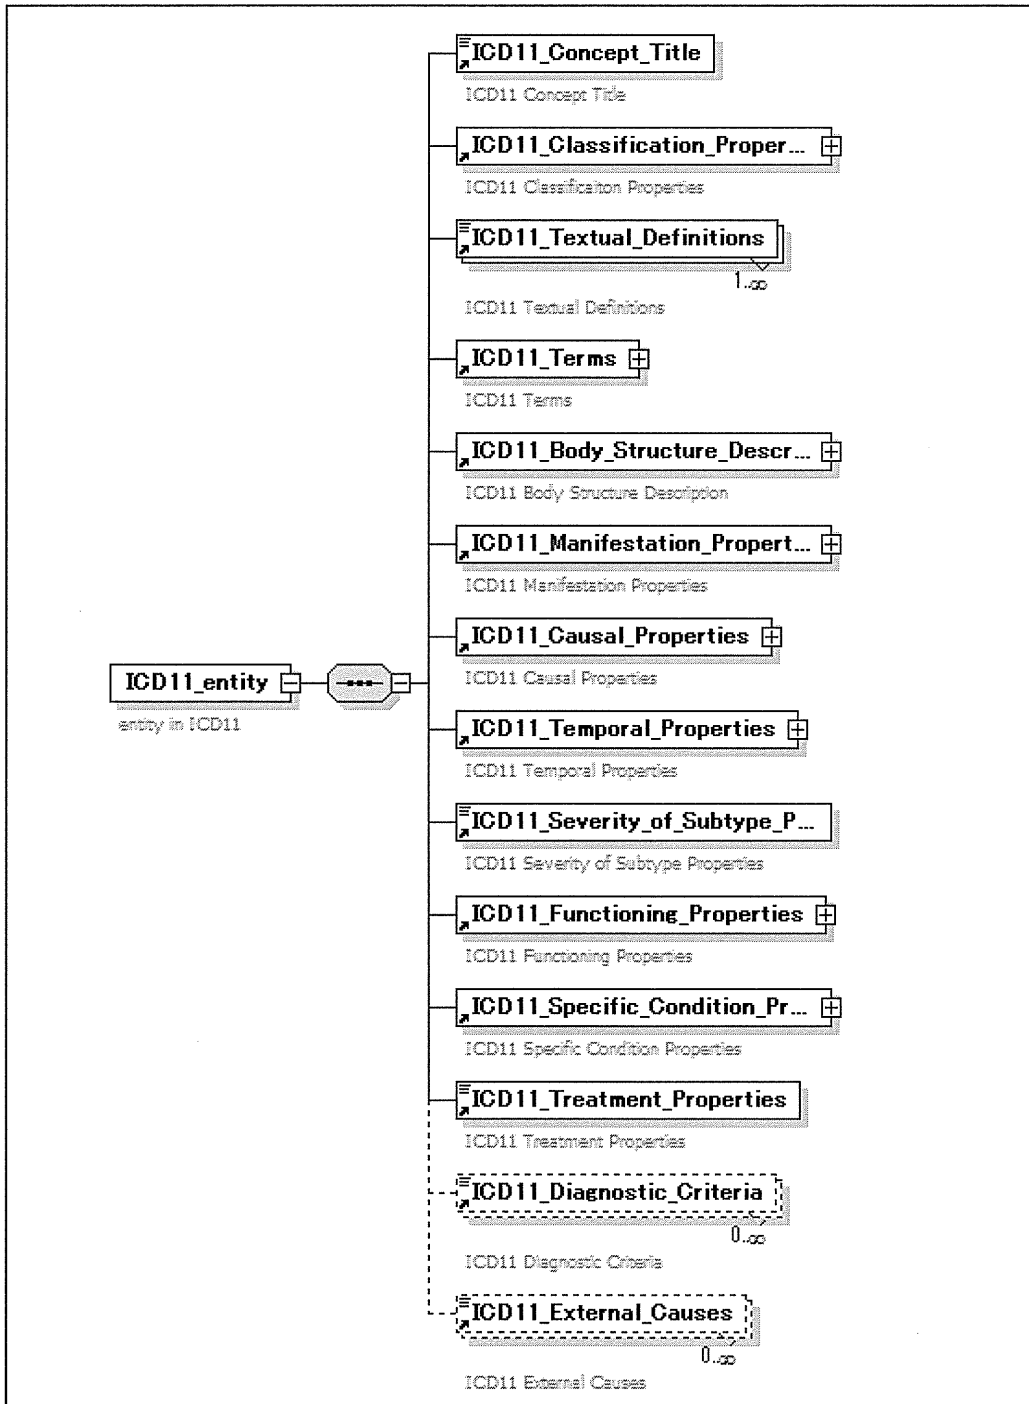 ICD11_Concept_Title
ICD11 Concept Title
ICD11_Classification_Proper...
ICD11 Classificaiton Properties
ICD11_Textual_Definitions
1..∞
ICD11 Textual Definitions
ICD11_Terms
ICD11 Terms
ICD11_Body_Structure_Descr...
ICD11 Body Structure Description
ICD11_Manifestation_Propert...
ICD11 Manifestation Properties
ICD11_Causal_Properties
ICD11 Causal Properties
ICD11_entity
entity in ICD11
ICD11_Temporal_Properties
ICD11 Temporal Properties
ICD11_Severity_of_Subtype_P...
ICD11 Severity of Subtype Properties
ICD11_Functioning_Properties
ICD11 Functioning Properties
ICD11_Specific_Condition_Pr...
ICD11 Specific Condition Properties
ICD11_Treatment_Properties
ICD11 Treatment Properties
ICD11_Diagnostic_Criteria
0..∞
ICD11 Diagnostic Criteria
ICD11_External_Causes
0..∞
ICD11 External Causes